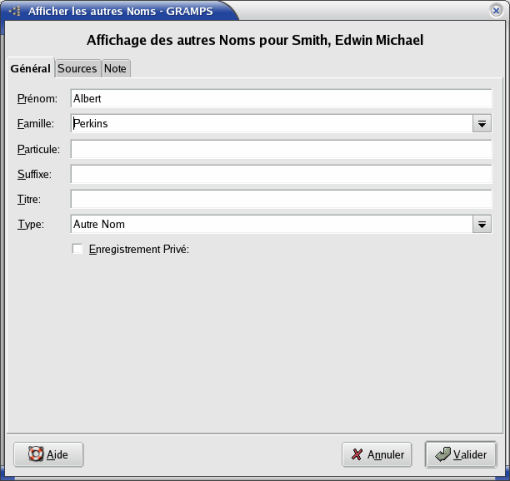 Afficher les autres Noms - GRAMPS
Affichage des autres Noms pour Smith, Edwin Michael
Général Sources Note
Prénom: Albert
Famille: Perkins
Particule:
Suffixe:
Titre:
Type: Autre Nom
Enregistrement Privé:
Aide Annuler Valider